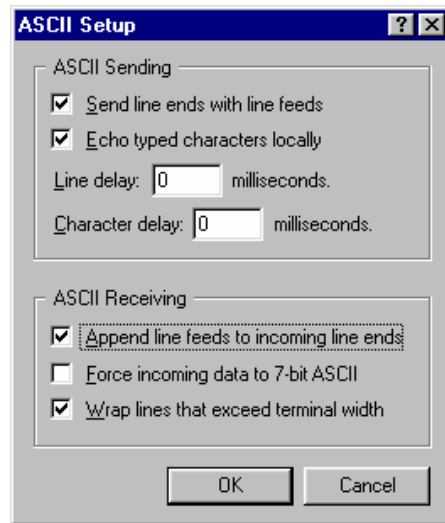 ASCII Setup
ASCII Sending
Send line ends with line feeds
Echo typed characters locally
Line delay: 0 milliseconds.
Character delay: 0 milliseconds.
ASCII Receiving
Append line feeds to incoming line ends
Force incoming data to 7-bit ASCII
Wrap lines that exceed terminal width
OK Cancel